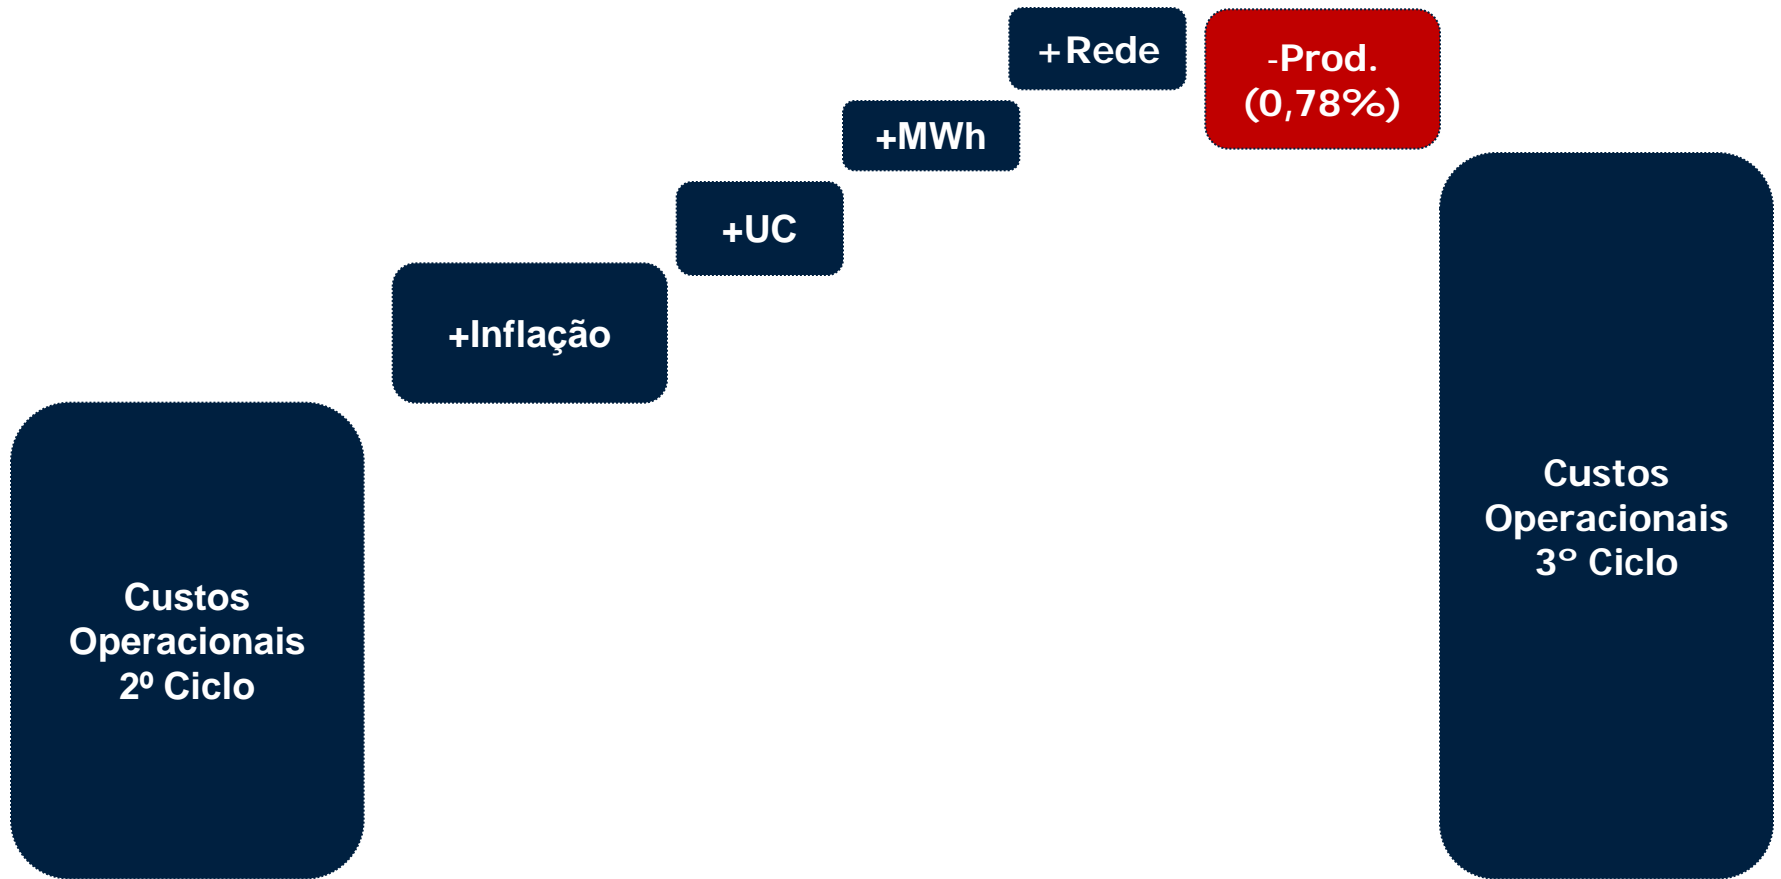 Custos
Operacionais
2º Ciclo
+Inflação
+UC
+MWh
+Rede
-Prod.
(0,78%)
Custos
Operacionais
3º Ciclo